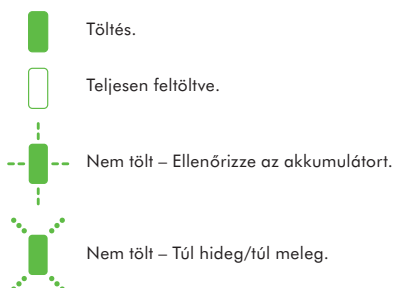 Töltés.
Teljesen feltöltve.
Nem tölt – Ellenőrizze az akkumulátort.
Nem tölt – Túl hideg/túl meleg.